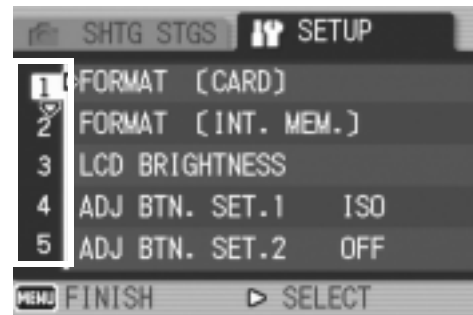 SHTG STGS SETUP
1 FORMAT [CARD]
2 FORMAT [INT. MEM.]
3 LCD BRIGHTNESS
4 ADJ BTN. SET.1 ISO
5 ADJ BTN. SET.2 OFF
MENU FINISH SELECT